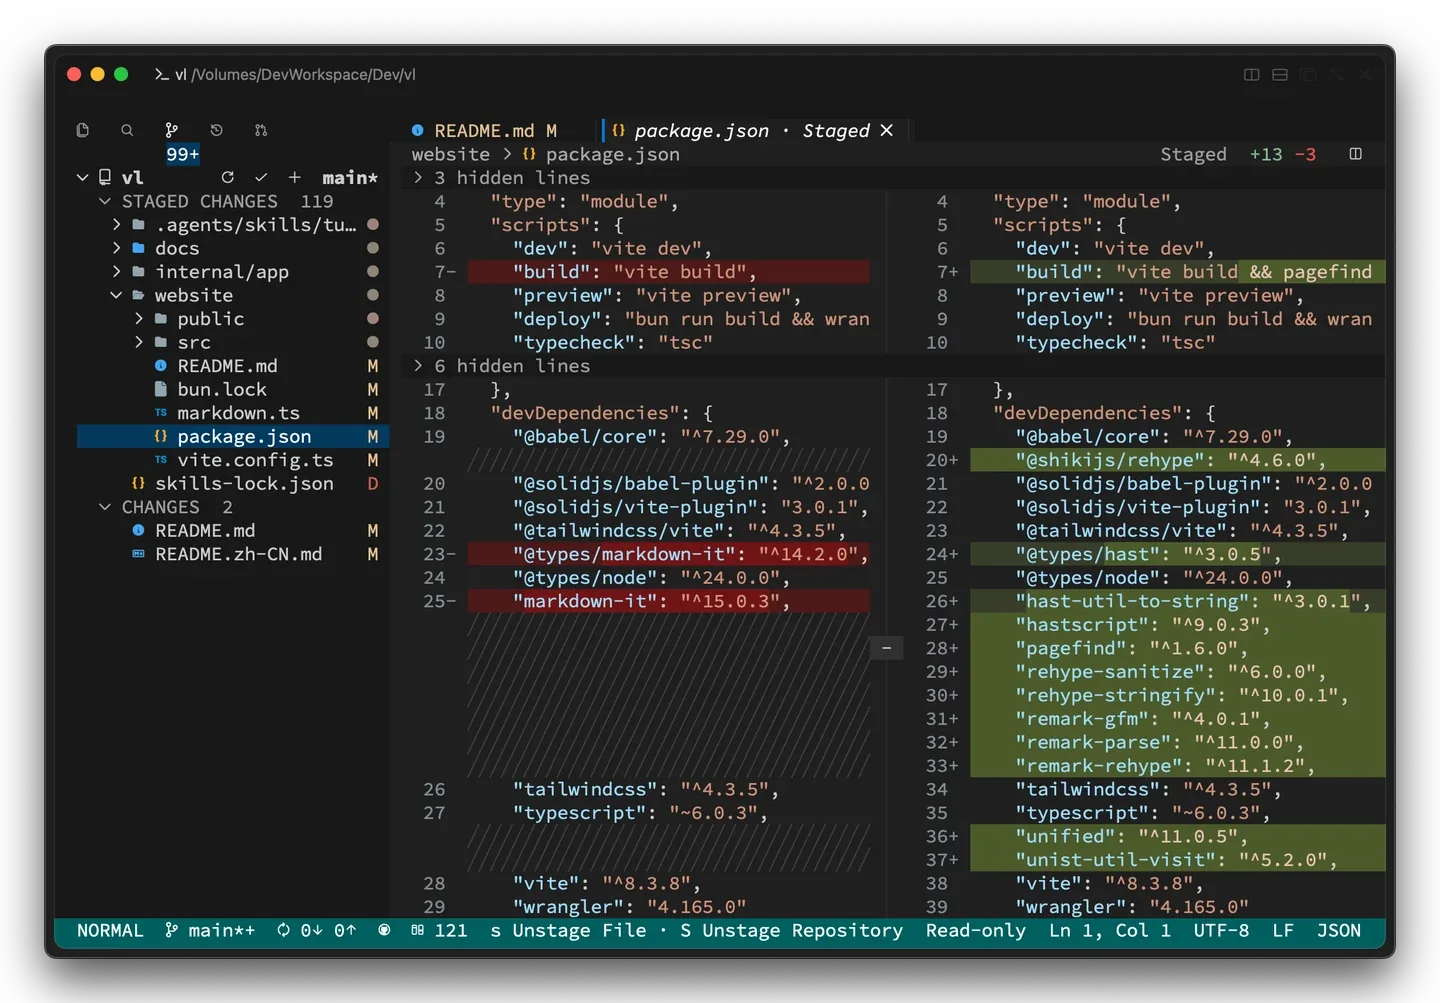 >_ vl /Volumes/DevWorkspace/Dev/vl
99+
vl main*
STAGED CHANGES 119
.agents/skills/tu…
docs
internal/app
website
public
src
README.md M
bun.lock M
TS markdown.ts M
{} package.json M
TS vite.config.ts M
{} skills-lock.json D
CHANGES 2
README.md M
README.zh-CN.md M
README.md M
{} package.json · Staged ×
website > {} package.json
Staged +13 −3
> 3 hidden lines
4 "type": "module",
5 "scripts": {
6 "dev": "vite dev",
7- "build": "vite build",
8 "preview": "vite preview",
9 "deploy": "bun run build && wran
10 "typecheck": "tsc"
> 6 hidden lines
17 },
18 "devDependencies": {
19 "@babel/core": "^7.29.0",
20 "@solidjs/babel-plugin": "^2.0.0
21 "@solidjs/vite-plugin": "3.0.1",
22 "@tailwindcss/vite": "^4.3.5",
23- "@types/markdown-it": "^14.2.0",
24 "@types/node": "^24.0.0",
25- "markdown-it": "^15.0.3",
26 "tailwindcss": "^4.3.5",
27 "typescript": "~6.0.3",
28 "vite": "^8.3.8",
29 "wrangler": "4.165.0"
4 "type": "module",
5 "scripts": {
6 "dev": "vite dev",
7+ "build": "vite build && pagefind
8 "preview": "vite preview",
9 "deploy": "bun run build && wran
10 "typecheck": "tsc"
17 },
18 "devDependencies": {
19 "@babel/core": "^7.29.0",
20+ "@shikijs/rehype": "^4.6.0",
21 "@solidjs/babel-plugin": "^2.0.0
22 "@solidjs/vite-plugin": "3.0.1",
23 "@tailwindcss/vite": "^4.3.5",
24+ "@types/hast": "^3.0.5",
25 "@types/node": "^24.0.0",
26+ "hast-util-to-string": "^3.0.1",
27+ "hastscript": "^9.0.3",
28+ "pagefind": "^1.6.0",
29+ "rehype-sanitize": "^6.0.0",
30+ "rehype-stringify": "^10.0.1",
31+ "remark-gfm": "^4.0.1",
32+ "remark-parse": "^11.0.0",
33+ "remark-rehype": "^11.1.2",
34 "tailwindcss": "^4.3.5",
35 "typescript": "~6.0.3",
36+ "unified": "^11.0.5",
37+ "unist-util-visit": "^5.2.0",
38 "vite": "^8.3.8",
39 "wrangler": "4.165.0"
NORMAL main*+ 0↓ 0↑ 121 s Unstage File · S Unstage Repository Read-only Ln 1, Col 1 UTF-8 LF JSON